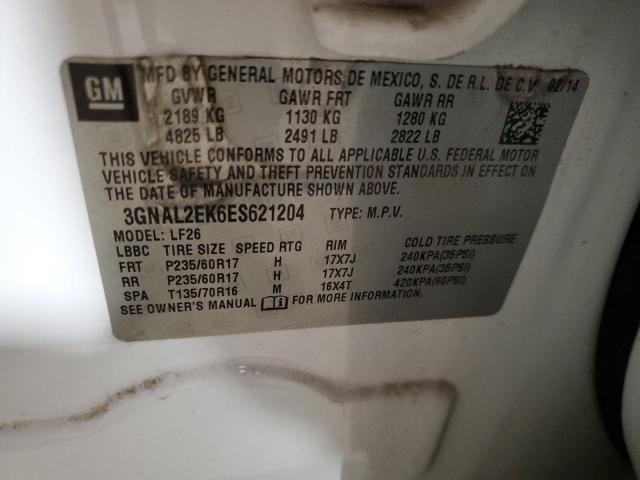 GM MFD BY GENERAL MOTORS DE MEXICO, S. DE R.L. DE C.V. 02/14
GVWR GAWR FRT GAWR RR
2189 KG 1130 KG 1280 KG
4825 LB 2491 LB 2822 LB
THIS VEHICLE CONFORMS TO ALL APPLICABLE U.S. FEDERAL MOTOR
VEHICLE SAFETY AND THEFT PREVENTION STANDARDS IN EFFECT ON
THE DATE OF MANUFACTURE SHOWN ABOVE.
3GNAL2EK6ES621204 TYPE: M.P.V.
MODEL: LF26
LBBC TIRE SIZE SPEED RTG RIM COLD TIRE PRESSURE
FRT P235/60R17 H 17X7J 240KPA(35PSI)
RR P235/60R17 H 17X7J 240KPA(35PSI)
SPA T135/70R16 M 16X4T 420KPA(60PSI)
SEE OWNER'S MANUAL FOR MORE INFORMATION.